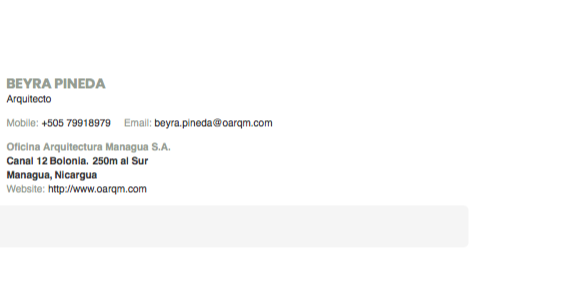 BEYRA PINEDA
Arquitecto
Mobile: +505 79918979 Email: beyra.pineda@oarqm.com
Oficina Arquitectura Managua S.A.
Canal 12 Bolonia. 250m al Sur
Managua, Nicargua
Website: http://www.oarqm.com